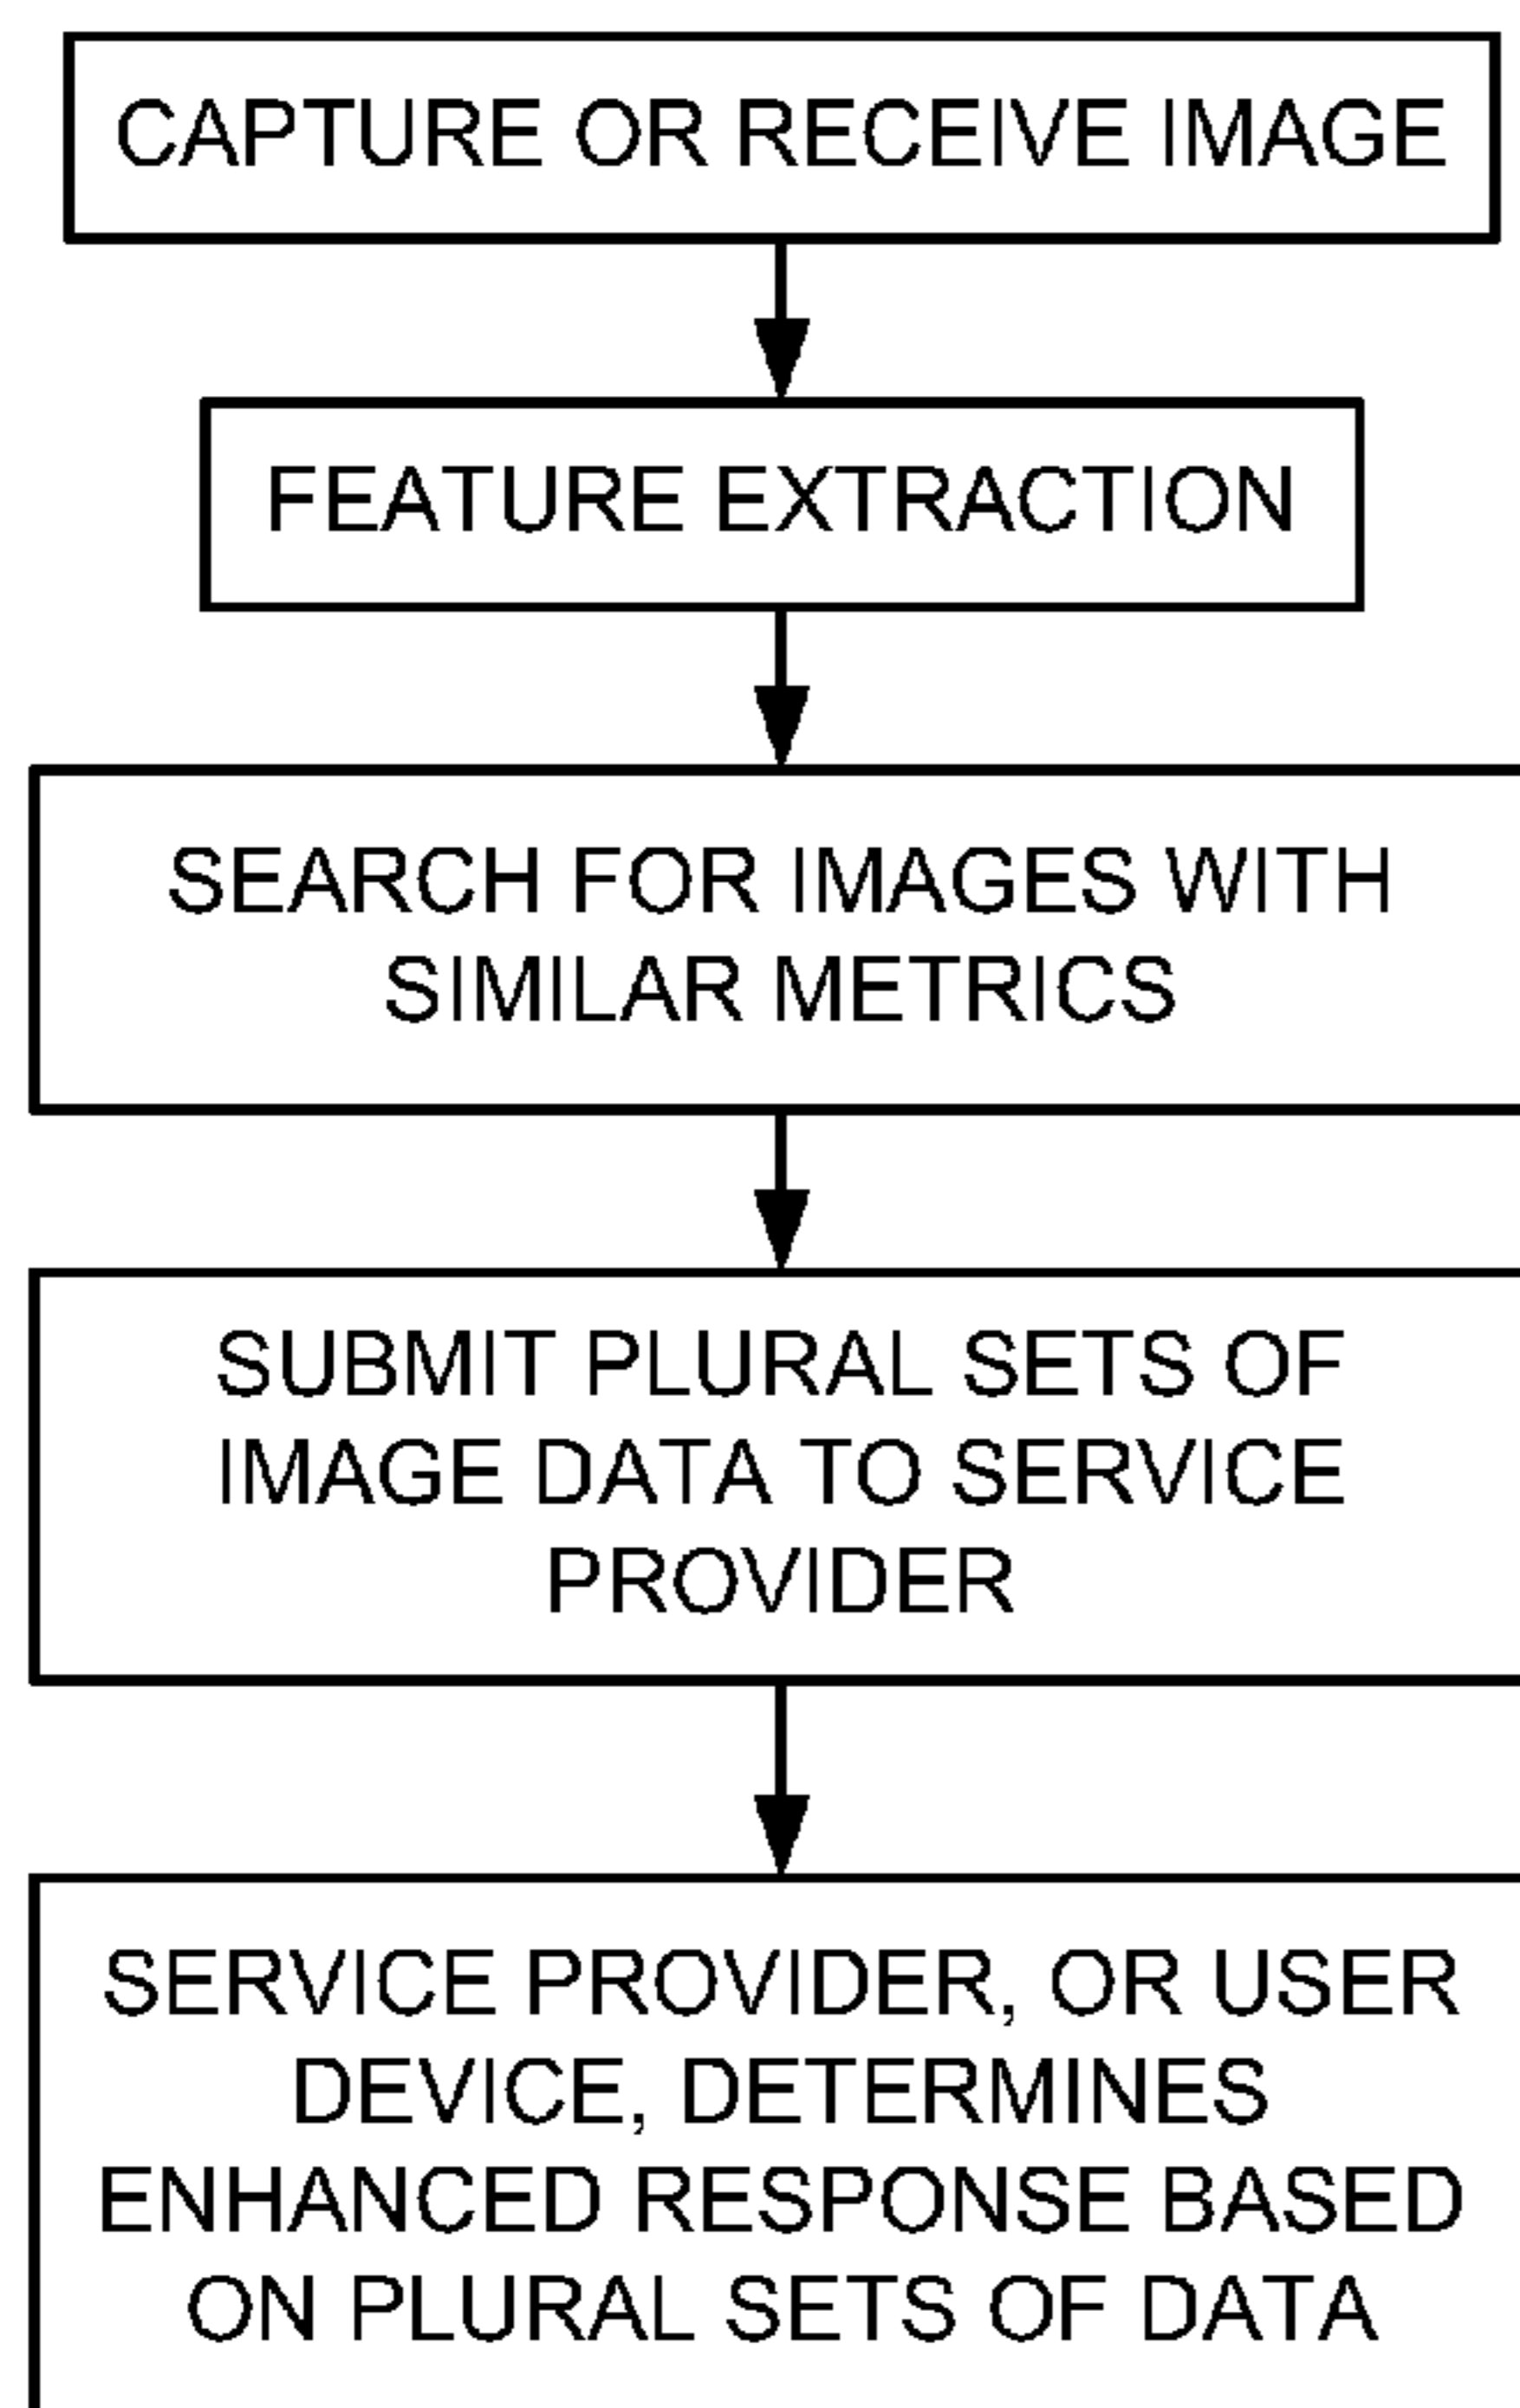 CAPTURE OR RECEIVE IMAGE
FEATURE EXTRACTION
SEARCH FOR IMAGES WITH
SIMILAR METRICS
SUBMIT PLURAL SETS OF
IMAGE DATA TO SERVICE
PROVIDER
SERVICE PROVIDER, OR USER
DEVICE, DETERMINES
ENHANCED RESPONSE BASED
ON PLURAL SETS OF DATA